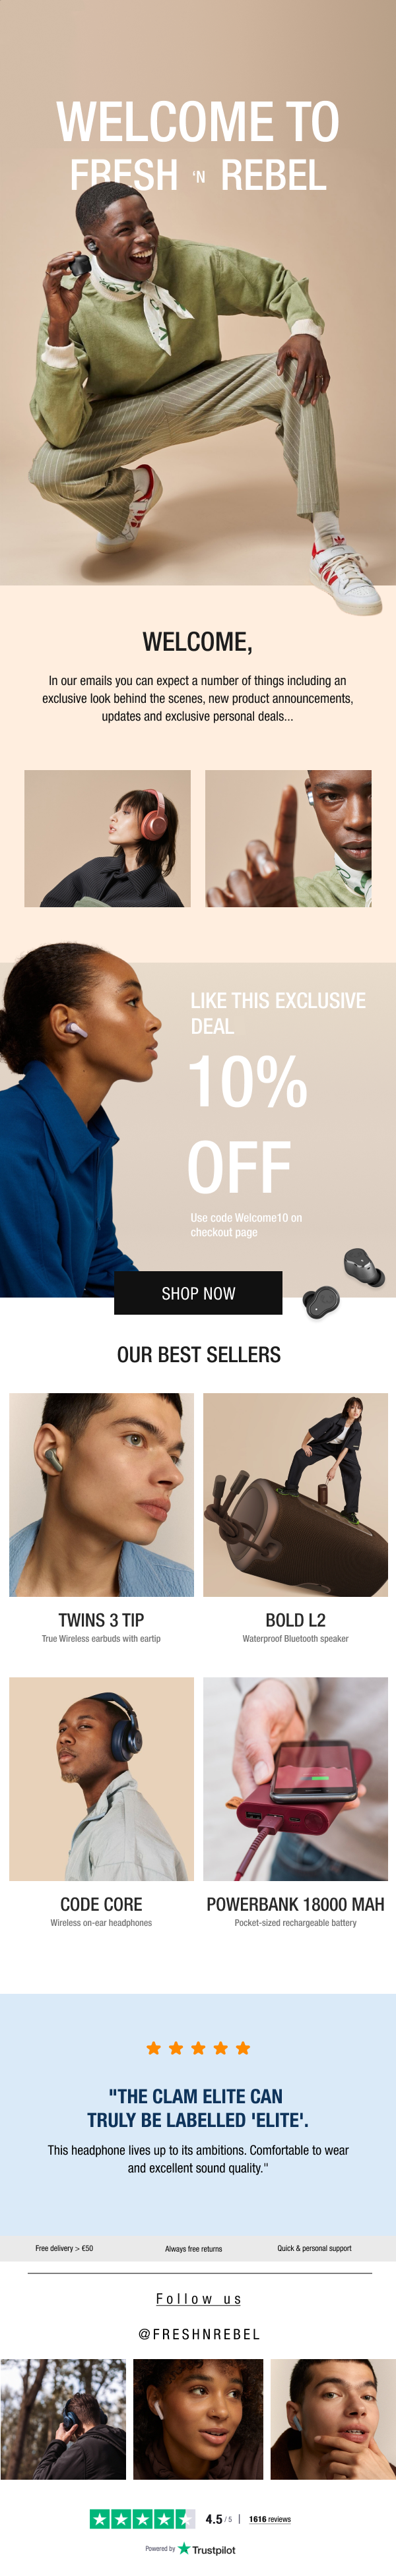 WELCOME TO
FRESH 'N REBEL
WELCOME,
In our emails you can expect a number of things including an
exclusive look behind the scenes, new product announcements,
updates and exclusive personal deals...
LIKE THIS EXCLUSIVE
DEAL
10%
OFF
Use code Welcome10 on
checkout page
SHOP NOW
OUR BEST SELLERS
TWINS 3 TIP
True Wireless earbuds with eartip
BOLD L2
Waterproof Bluetooth speaker
CODE CORE
Wireless on-ear headphones
POWERBANK 18000 MAH
Pocket-sized rechargeable battery
"THE CLAM ELITE CAN
TRULY BE LABELLED 'ELITE'.
This headphone lives up to its ambitions. Comfortable to wear
and excellent sound quality."
Free delivery > €50
Always free returns
Quick & personal support
Follow us
@FRESHNREBEL
4.5 / 5 | 1616 reviews
Powered by Trustpilot